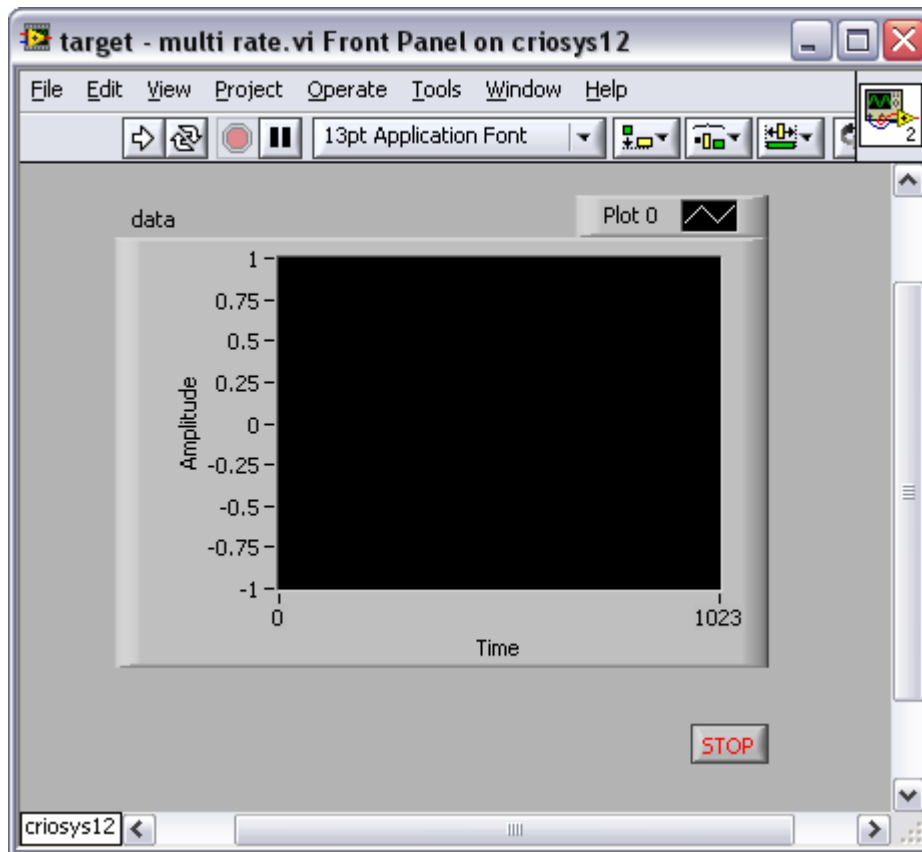 target - multi rate.vi Front Panel on criosys12
File Edit View Project Operate Tools Window Help
13pt Application Font
2
data
Plot 0
1
0.75
0.5
0.25
0
-0.25
-0.5
-0.75
-1
Amplitude
0 1023
Time
STOP
criosys12